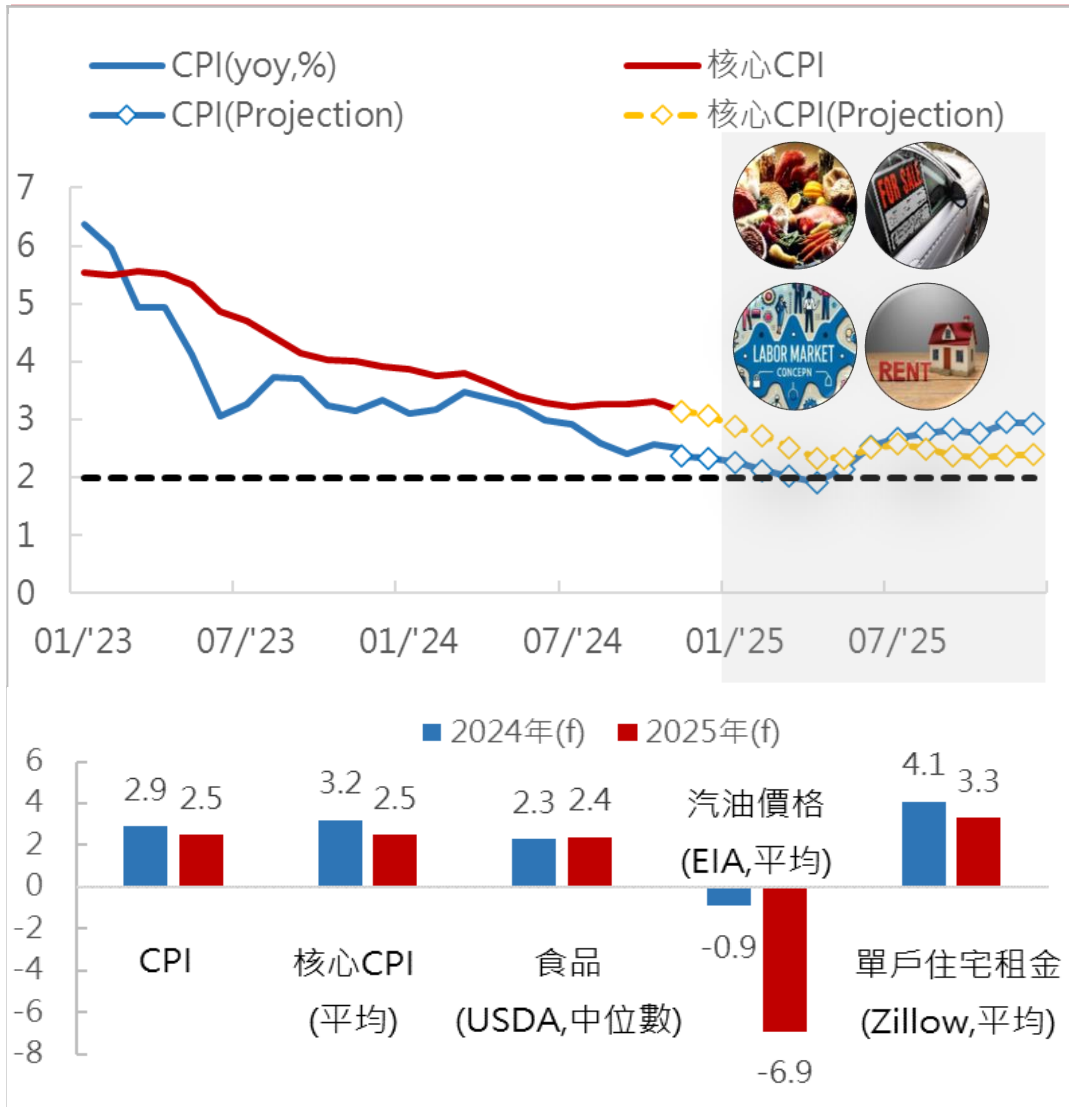 CPI(yoy,%) 核心CPI
CPI(Projection) 核心CPI(Projection)
7
6
5
4
3
2
1
0
FOR SALE
LABOR MARKET
CONCEPN
RENT
01/'23 07/'23 01/'24 07/'24 01/'25 07/'25
2024年(f) 2025年(f)
6
4
2
0
-2
-4
-6
-8
2.9 2.5 3.2 2.5 2.3 2.4 4.1 3.3
汽油價格
(EIA,平均)
-0.9
-6.9
CPI
核心CPI
(平均)
食品
(USDA,中位數)
單戶住宅租金
(Zillow,平均)